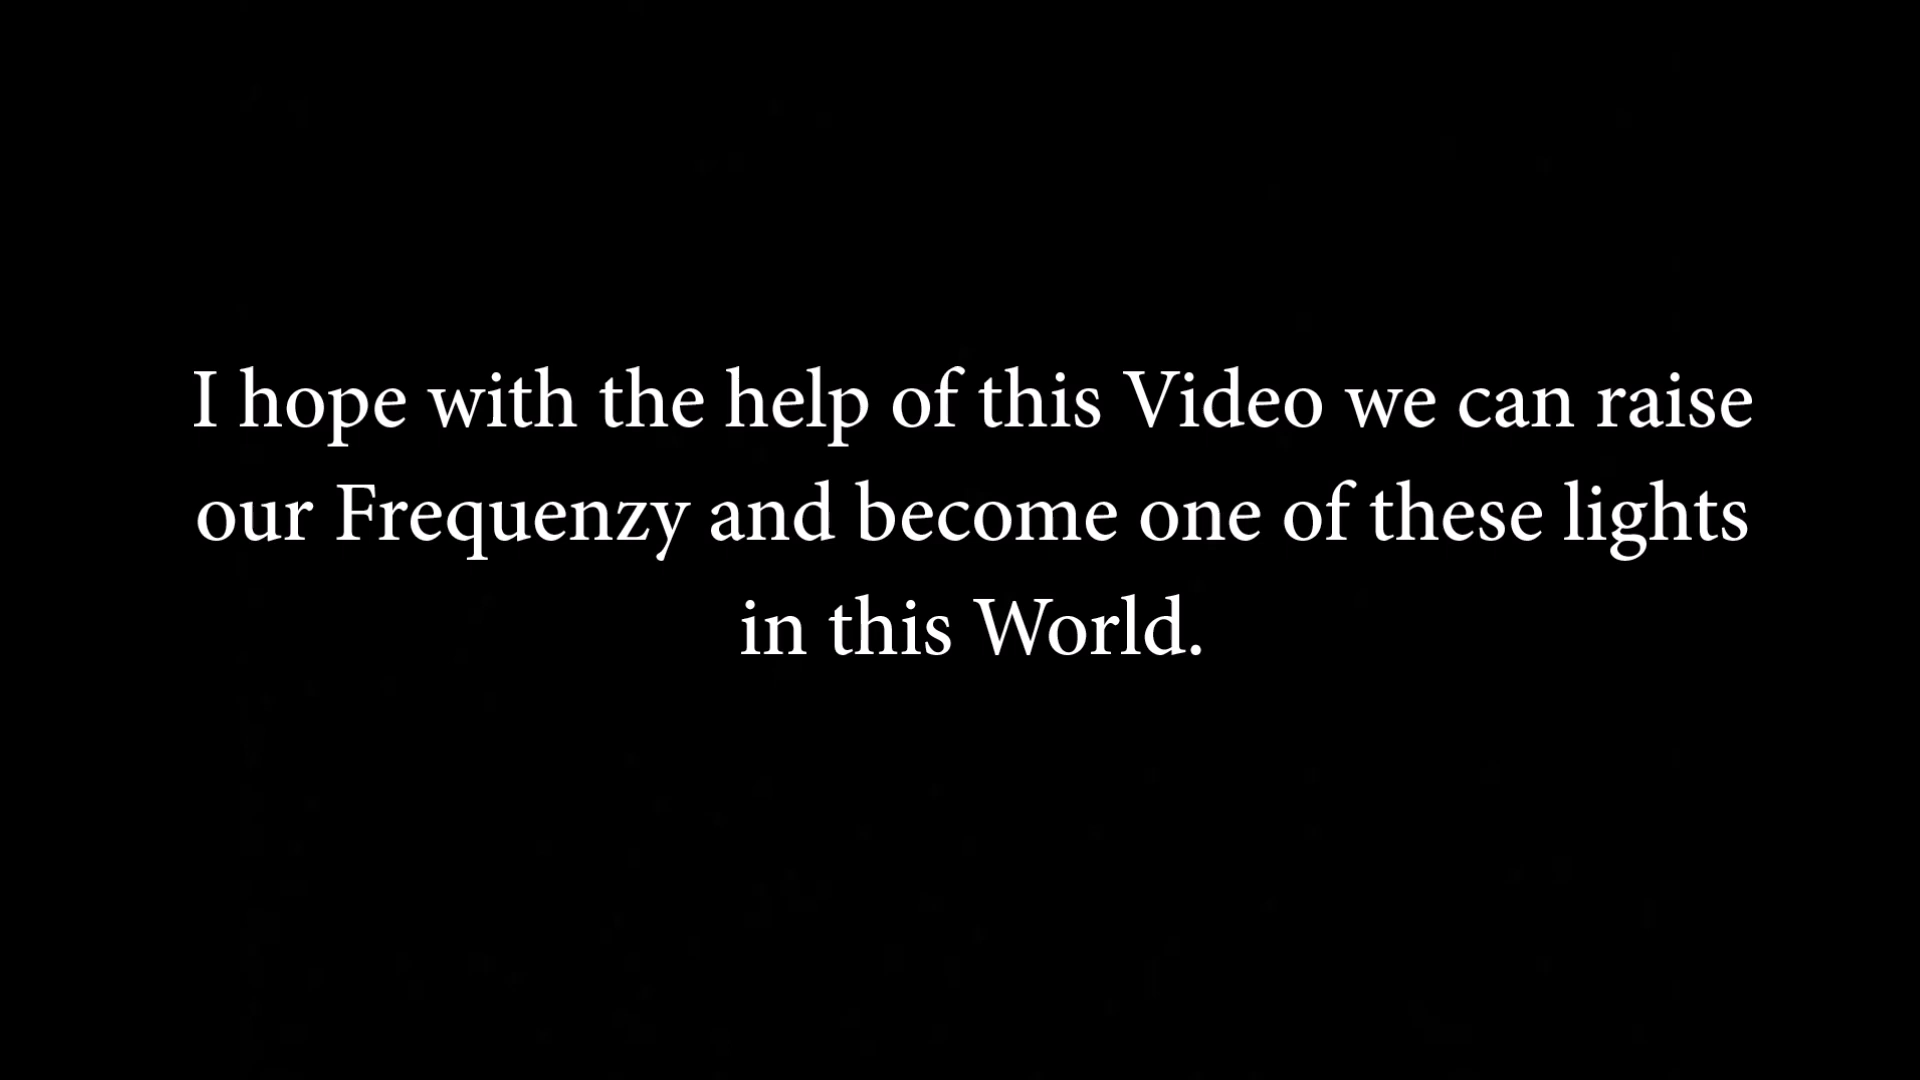 I hope with the help of this Video we can raise
our Frequenzy and become one of these lights
in this World.